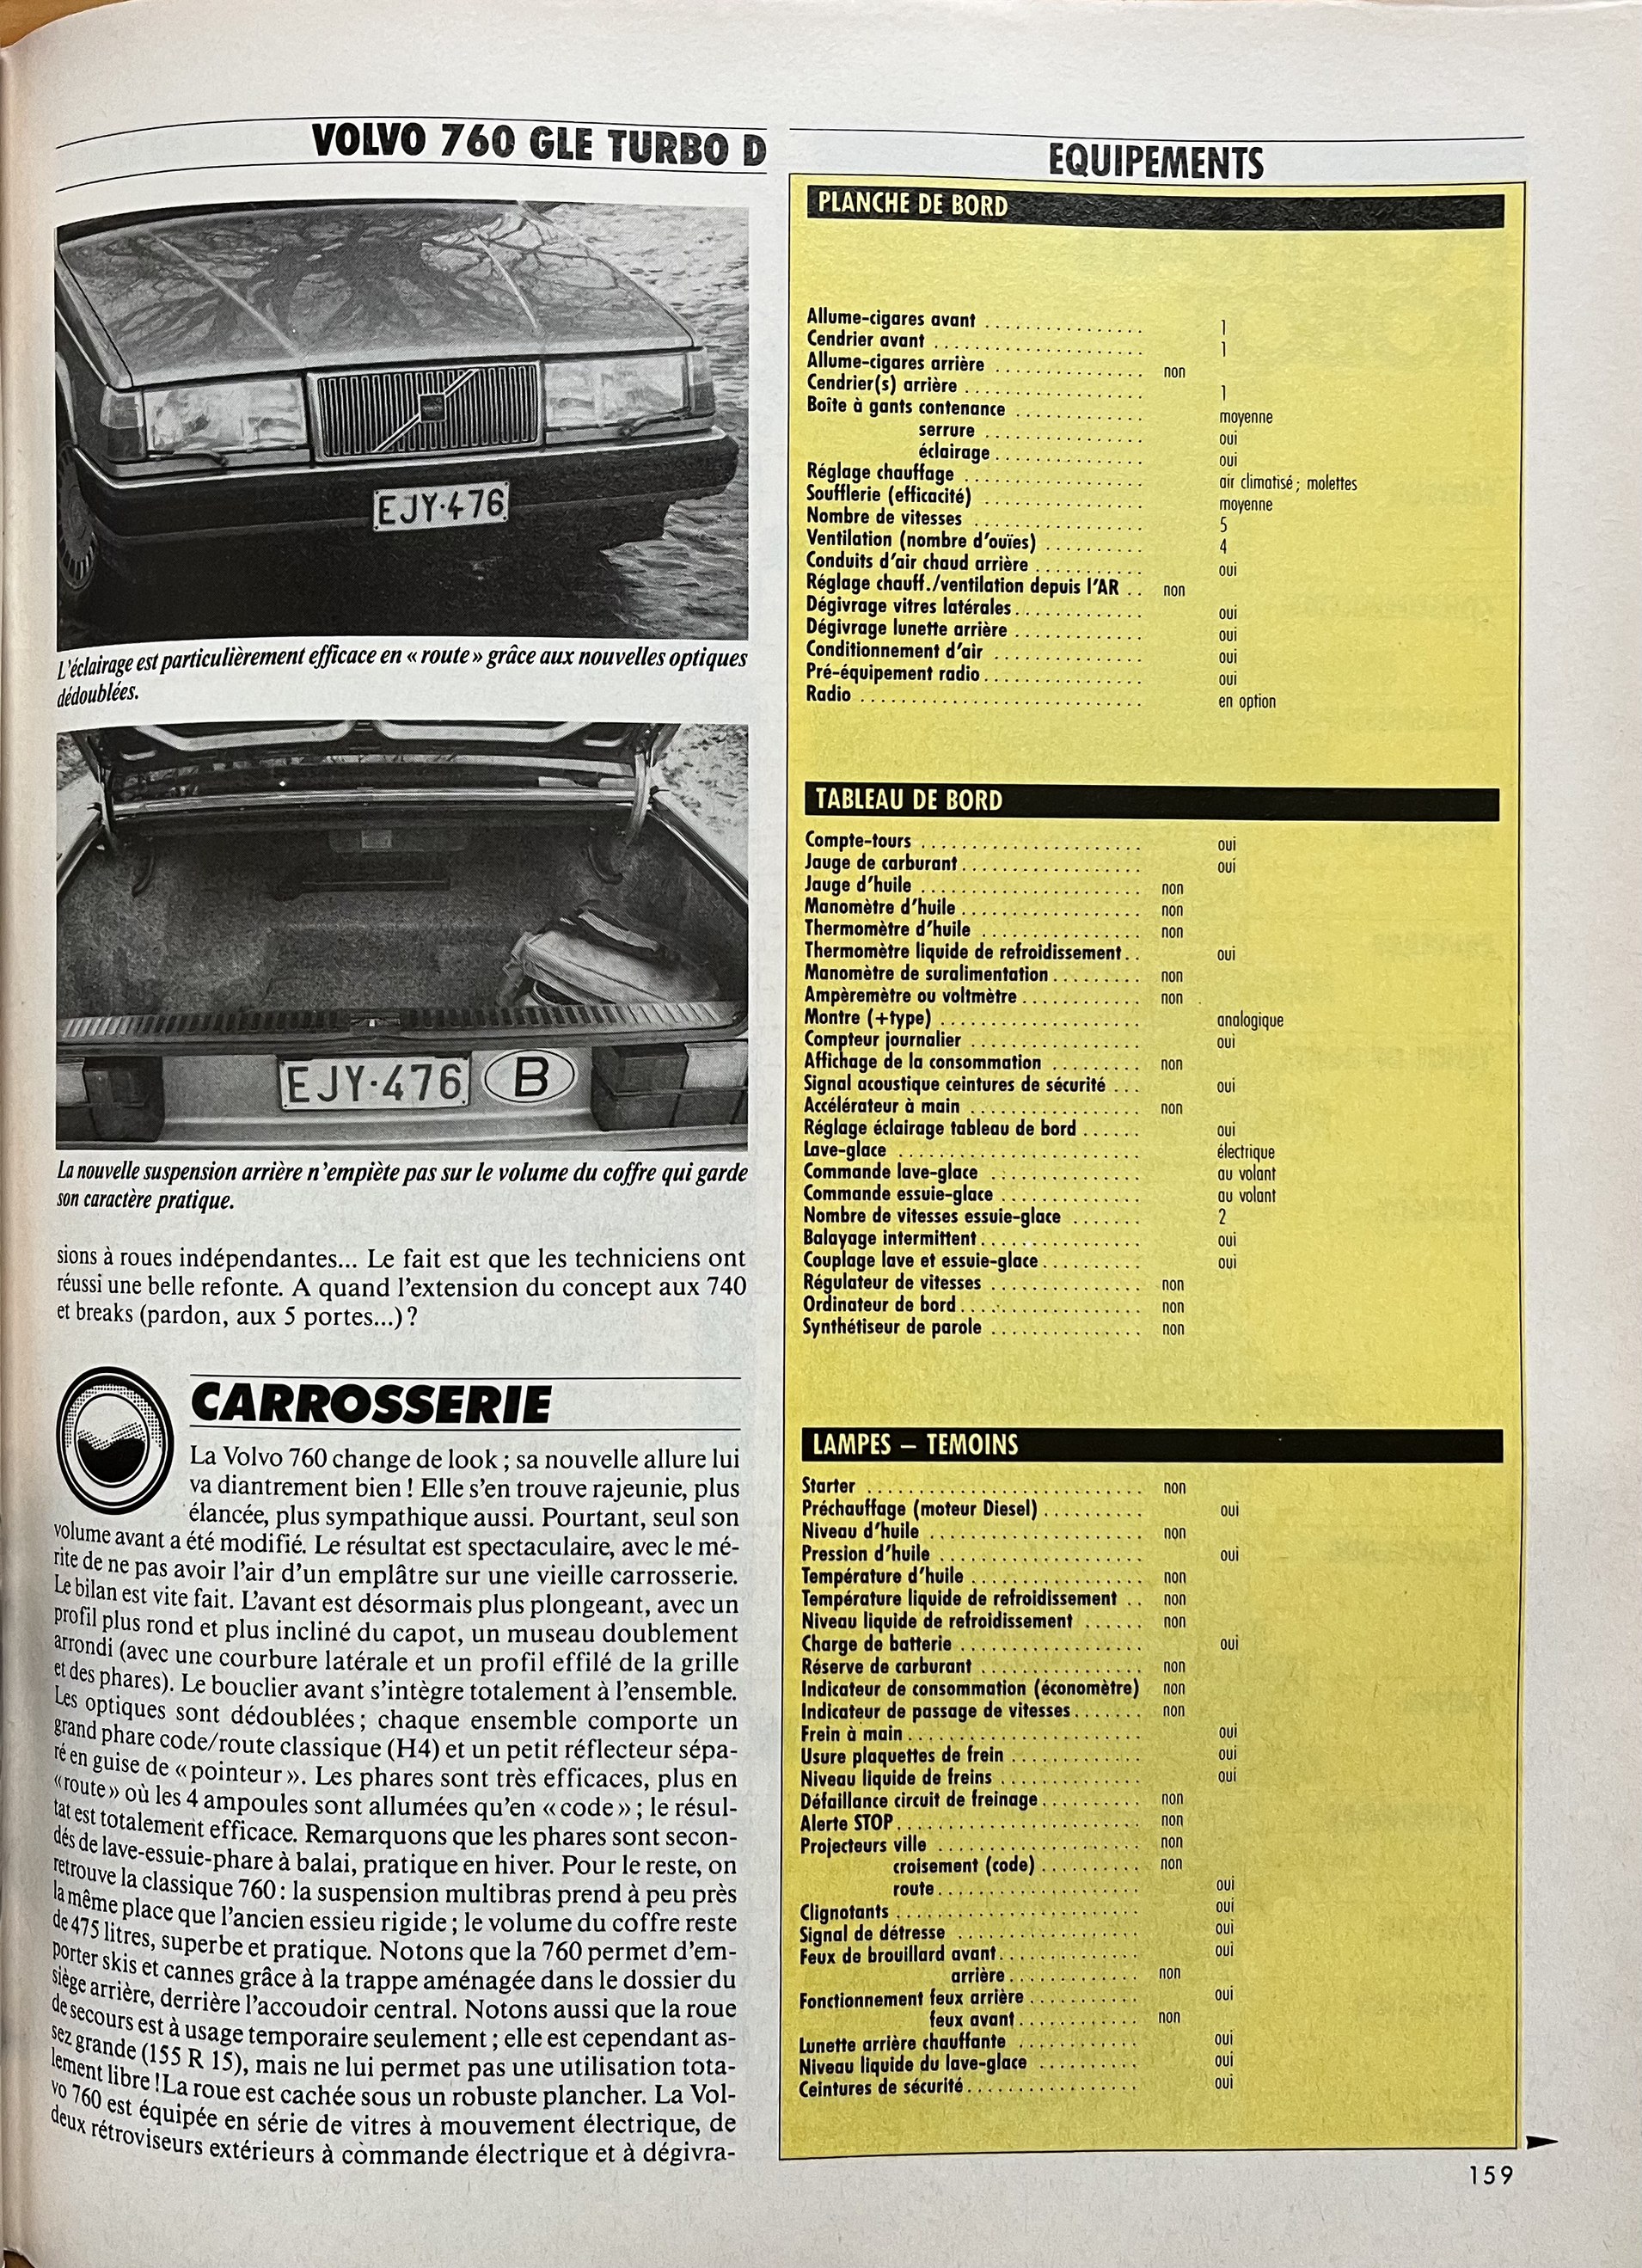 VOLVO 760 GLE TURBO D
EJY·476
L'éclairage est particulièrement efficace en « route » grâce aux nouvelles optiques
dédoublées.
EJY·476
B
La nouvelle suspension arrière n'empiète pas sur le volume du coffre qui garde
son caractère pratique.
sions à roues indépendantes... Le fait est que les techniciens ont
réussi une belle refonte. A quand l'extension du concept aux 740
et breaks (pardon, aux 5 portes...) ?
CARROSSERIE
La Volvo 760 change de look ; sa nouvelle allure lui
va diantrement bien ! Elle s'en trouve rajeunie, plus
élancée, plus sympathique aussi. Pourtant, seul son
volume avant a été modifié. Le résultat est spectaculaire, avec le mé-
rite de ne pas avoir l'air d'un emplâtre sur une vieille carrosserie.
Le bilan est vite fait. L'avant est désormais plus plongeant, avec un
profil plus rond et plus incliné du capot, un museau doublement
arrondi (avec une courbure latérale et un profil effilé de la grille
et des phares). Le bouclier avant s'intègre totalement à l'ensemble.
Les optiques sont dédoublées ; chaque ensemble comporte un
grand phare code/route classique (H4) et un petit réflecteur sépa-
ré en guise de « pointeur ». Les phares sont très efficaces, plus en
« route » où les 4 ampoules sont allumées qu'en « code » ; le résul-
tat est totalement efficace. Remarquons que les phares sont secon-
dés de lave-essuie-phare à balai, pratique en hiver. Pour le reste, on
retrouve la classique 760 : la suspension multibras prend à peu près
la même place que l'ancien essieu rigide ; le volume du coffre reste
de 475 litres, superbe et pratique. Notons que la 760 permet d'em-
porter skis et cannes grâce à la trappe aménagée dans le dossier du
siège arrière, derrière l'accoudoir central. Notons aussi que la roue
de secours est à usage temporaire seulement ; elle est cependant as-
sez grande (155 R 15), mais ne lui permet pas une utilisation tota-
lement libre ! La roue est cachée sous un robuste plancher. La Vol-
vo 760 est équipée en série de vitres à mouvement électrique, de
deux rétroviseurs extérieurs à commande électrique et à dégivra-
EQUIPEMENTS
PLANCHE DE BORD
Allume-cigares avant ................ 1
Cendrier avant ................ 1
Allume-cigares arrière ................ non
Cendrier(s) arrière ................ 1
Boîte à gants contenance ............. moyenne
serrure ................ oui
éclairage ............... oui
Réglage chauffage ................ air climatisé ; molettes
Soufflerie (efficacité) ................ moyenne
Nombre de vitesses ................ 5
Ventilation (nombre d'ouïes) .......... 4
Conduits d'air chaud arrière ........... oui
Réglage chauff./ventilation depuis l'AR .. non
Dégivrage vitres latérales ............. oui
Dégivrage lunette arrière ............. oui
Conditionnement d'air ............... oui
Pré-équipement radio ................ oui
Radio ............................ en option
TABLEAU DE BORD
Compte-tours ...................... oui
Jauge de carburant .................. oui
Jauge d'huile ...................... non
Manomètre d'huile .................. non
Thermomètre d'huile ................ non
Thermomètre liquide de refroidissement .. oui
Manomètre de suralimentation ......... non
Ampèremètre ou voltmètre ............ non
Montre (+type) .................... analogique
Compteur journalier ................. oui
Affichage de la consommation ......... non
Signal acoustique ceintures de sécurité ... oui
Accélérateur à main ................. non
Réglage éclairage tableau de bord ...... oui
Lave-glace ........................ électrique
Commande lave-glace ................ au volant
Commande essuie-glace .............. au volant
Nombre de vitesses essuie-glace ....... 2
Balayage intermittent ................ oui
Couplage lave et essuie-glace .......... oui
Régulateur de vitesses ............... non
Ordinateur de bord .................. non
Synthétiseur de parole ............... non
LAMPES – TEMOINS
Starter ........................... non
Préchauffage (moteur Diesel) .......... oui
Niveau d'huile ..................... non
Pression d'huile .................... oui
Température d'huile ................. non
Température liquide de refroidissement .. non
Niveau liquide de refroidissement ...... non
Charge de batterie .................. oui
Réserve de carburant ................ non
Indicateur de consommation (économètre) non
Indicateur de passage de vitesses ....... non
Frein à main ....................... oui
Usure plaquettes de frein ............. oui
Niveau liquide de freins .............. oui
Défaillance circuit de freinage .......... non
Alerte STOP ........................ non
Projecteurs ville ..................... non
croisement (code) .......... non
route .................... oui
Clignotants ........................ oui
Signal de détresse .................. oui
Feux de brouillard avant .............. oui
arrière ............. non
Fonctionnement feux arrière ........... oui
feux avant ............ non
Lunette arrière chauffante ............ oui
Niveau liquide du lave-glace .......... oui
Ceintures de sécurité ................. oui
159